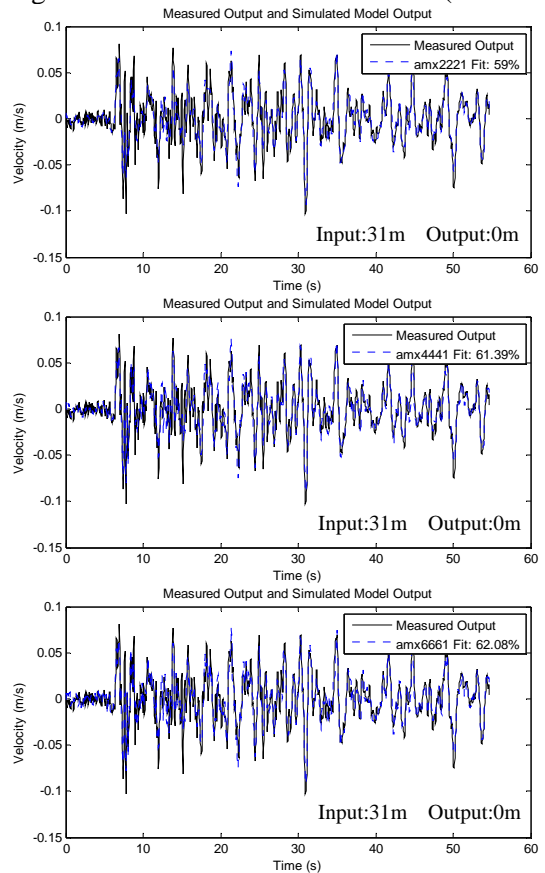 Measured Output and Simulated Model Output
0.1
Measured Output
amx2221 Fit: 59%
0.05
0
-0.05
-0.1
-0.15
Velocity (m/s)
Input:31m Output:0m
0 10 20 30 40 50 60
Time (s)
Measured Output and Simulated Model Output
0.1
Measured Output
amx4441 Fit: 61.39%
0.05
0
-0.05
-0.1
-0.15
Velocity (m/s)
Input:31m Output:0m
0 10 20 30 40 50 60
Time (s)
Measured Output and Simulated Model Output
0.1
Measured Output
amx6661 Fit: 62.08%
0.05
0
-0.05
-0.1
-0.15
Velocity (m/s)
Input:31m Output:0m
0 10 20 30 40 50 60
Time (s)